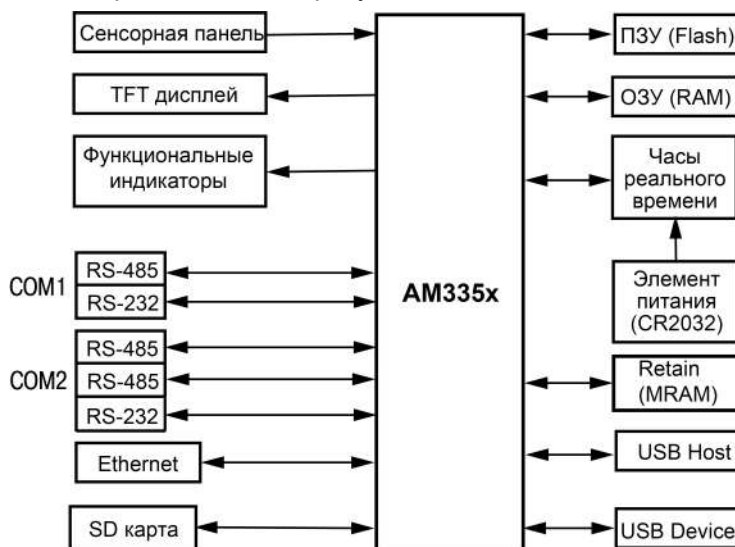 Сенсорная панель
TFT дисплей
Функциональные
индикаторы
COM1
RS-485
RS-232
COM2
RS-485
RS-485
RS-232
Ethernet
SD карта
AM335x
ПЗУ (Flash)
ОЗУ (RAM)
Часы
реального
времени
Элемент
питания
(CR2032)
Retain
(MRAM)
USB Host
USB Device